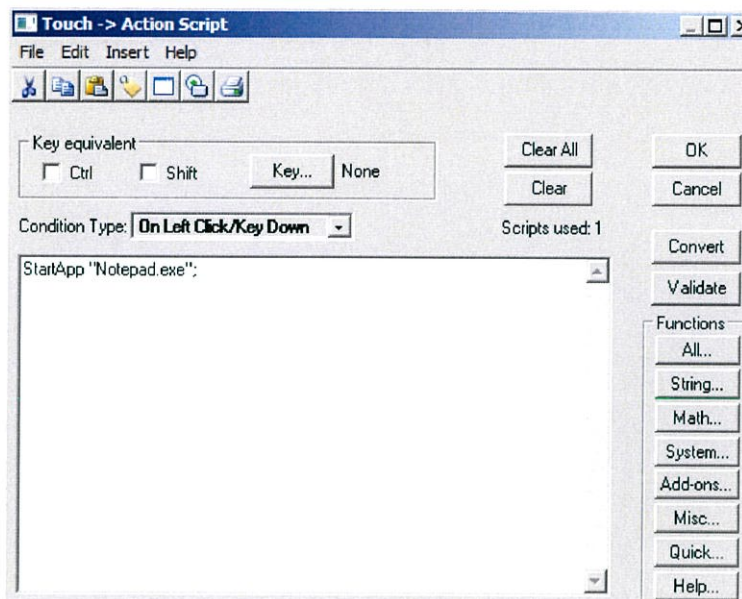 Touch -> Action Script
File Edit Insert Help
Key equivalent
Ctrl Shift Key... None
Clear All
OK
Clear
Cancel
Condition Type: On Left Click/Key Down
Scripts used: 1
Convert
StartApp "Notepad.exe";
Validate
Functions
All...
String...
Math...
System...
Add-ons...
Misc...
Quick...
Help...